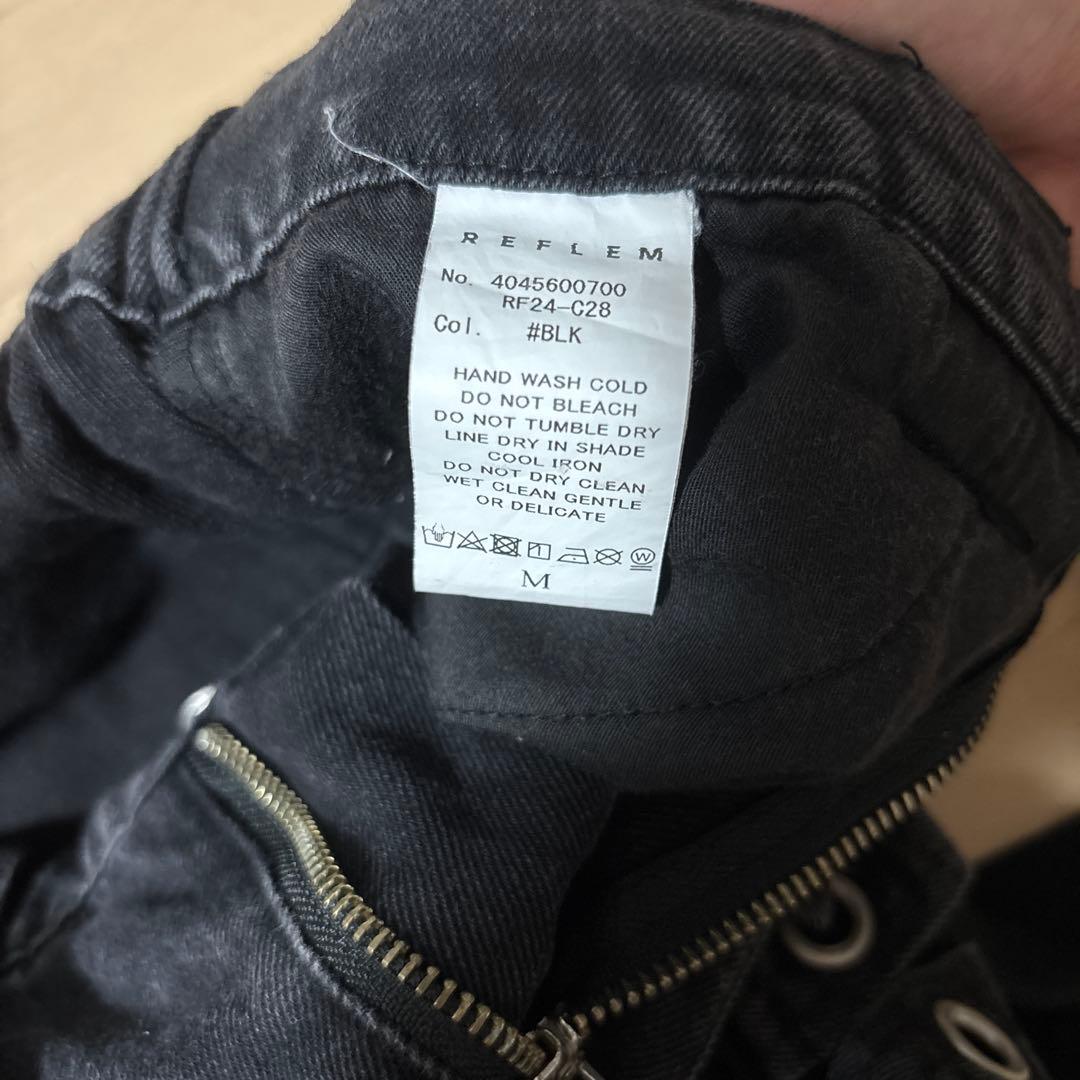 REFLEM
No. 4045600700
RF24-C28
Col. #BLK
HAND WASH COLD
DO NOT BLEACH
DO NOT TUMBLE DRY
LINE DRY IN SHADE
COOL IRON
DO NOT DRY CLEAN
WET CLEAN GENTLE
OR DELICATE
W
M